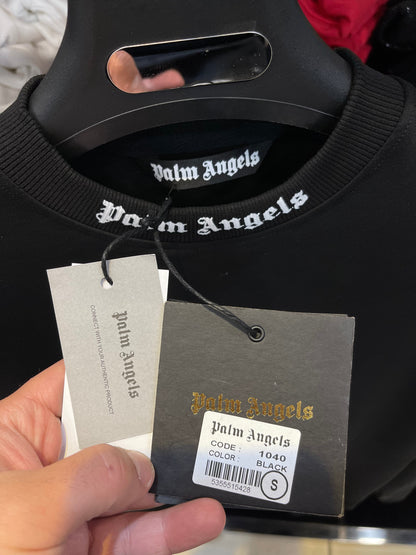 Palm Angels
Palm Angels
Palm Angels
CONNECT WITH YOUR AUTHENTIC PRODUCT
Palm Angels
Palm Angels
CODE : 1040
COLOR : BLACK
5355515428
S